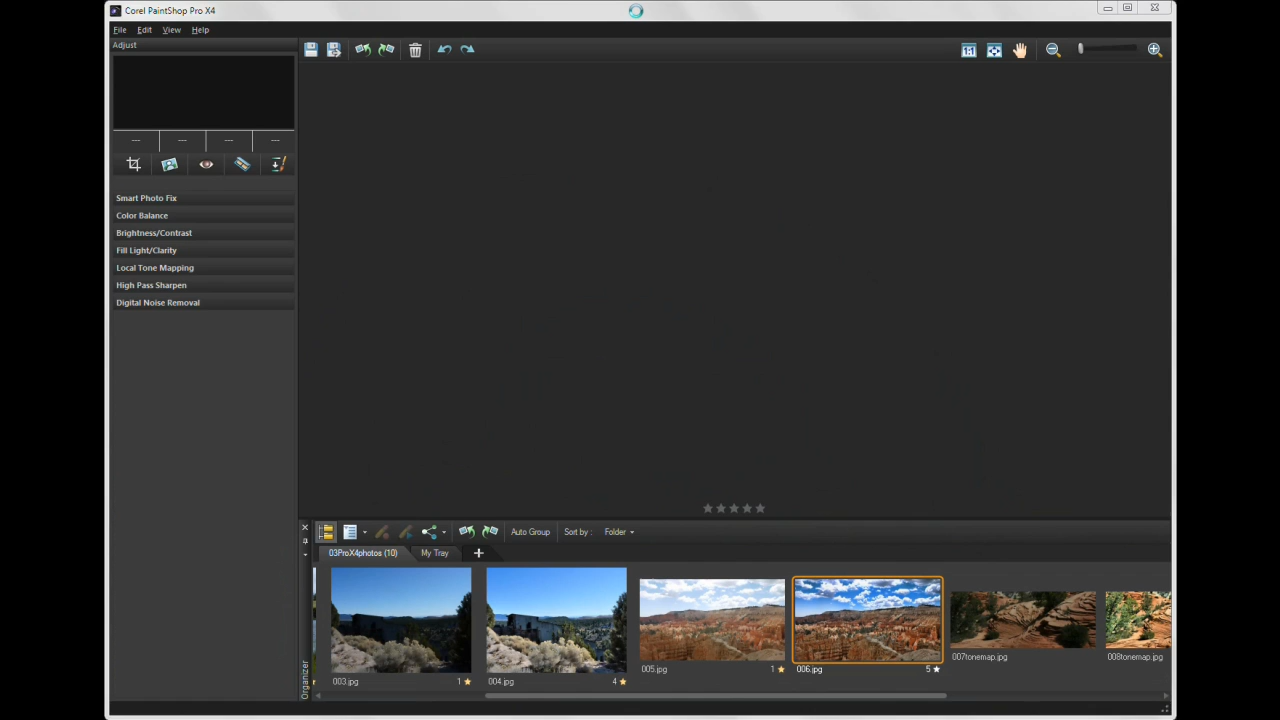 Corel PaintShop Pro X4
File Edit View Help
Adjust
1:1
--- --- --- ---
Smart Photo Fix
Color Balance
Brightness/Contrast
Fill Light/Clarity
Local Tone Mapping
High Pass Sharpen
Digital Noise Removal
Auto Group Sort by : Folder
03ProX4photos (10) My Tray +
003.jpg 1
004.jpg 4
005.jpg 1
006.jpg 5
007tonemap.jpg
008tonemap.jpg
Organizer